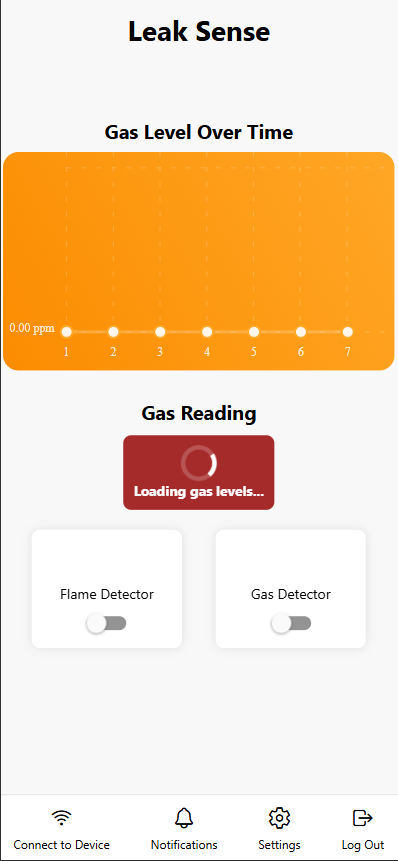 Leak Sense
Gas Level Over Time
0.00 ppm
1 2 3 4 5 6 7
Gas Reading
Loading gas levels...
Flame Detector Gas Detector
Connect to Device Notifications Settings Log Out